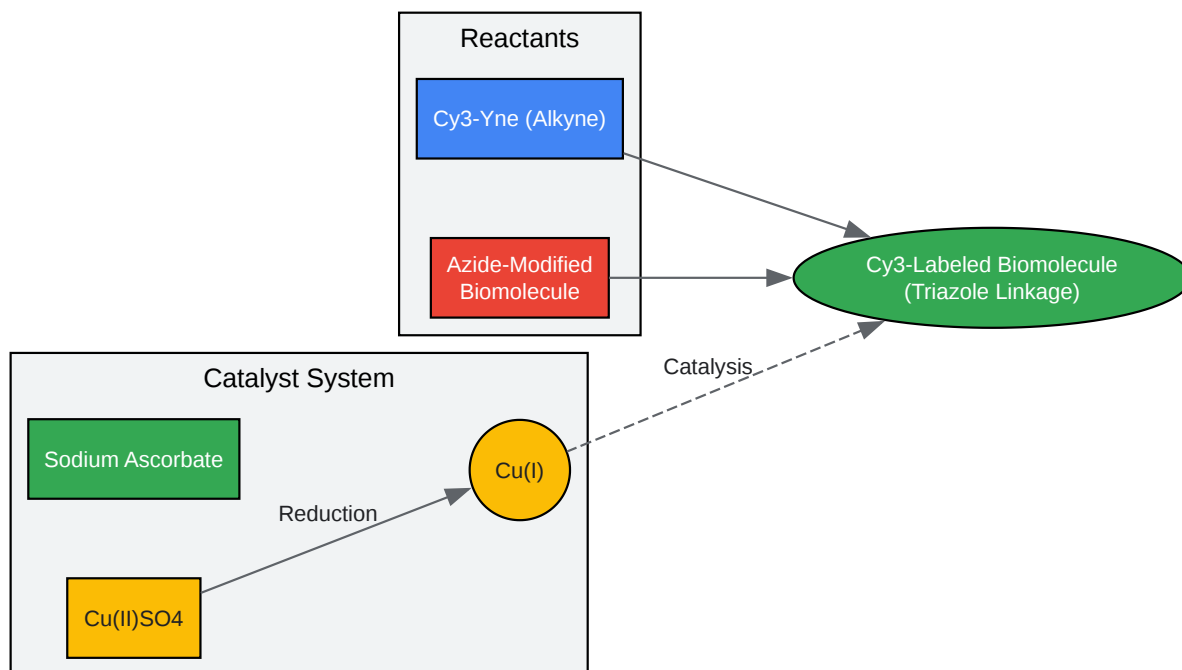 Reactants
Cy3-Yne (Alkyne)
Azide-Modified
Biomolecule
Cy3-Labeled Biomolecule
(Triazole Linkage)
Catalysis
Catalyst System
Sodium Ascorbate
Cu(I)
Reduction
Cu(II)SO4